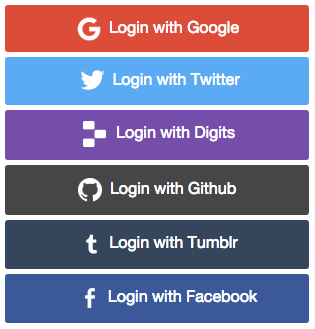 Login with Google
Login with Twitter
Login with Digits
Login with Github
Login with Tumblr
Login with Facebook